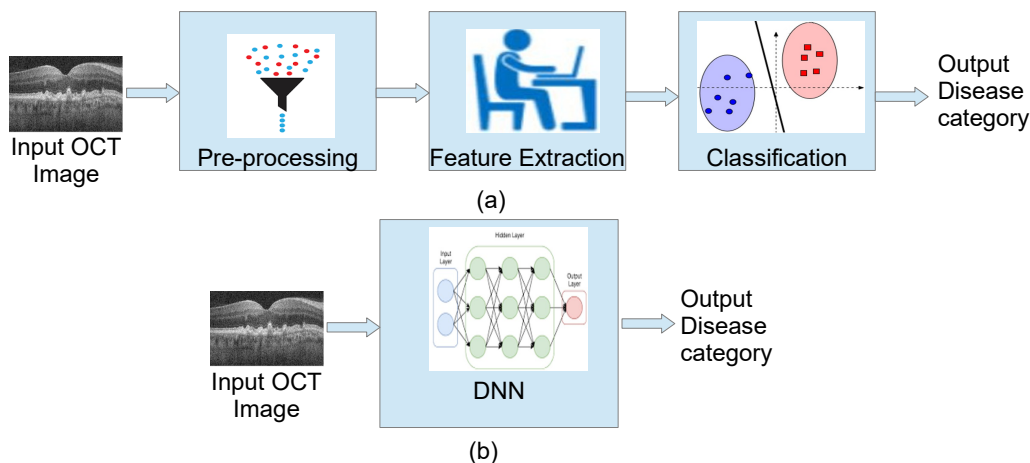 Input OCT
Image
Pre-processing
Feature Extraction
Classification
Output
Disease
category
(a)
Input OCT
Image
Input
Layer
Hidden Layer
Output
Layer
DNN
Output
Disease
category
(b)